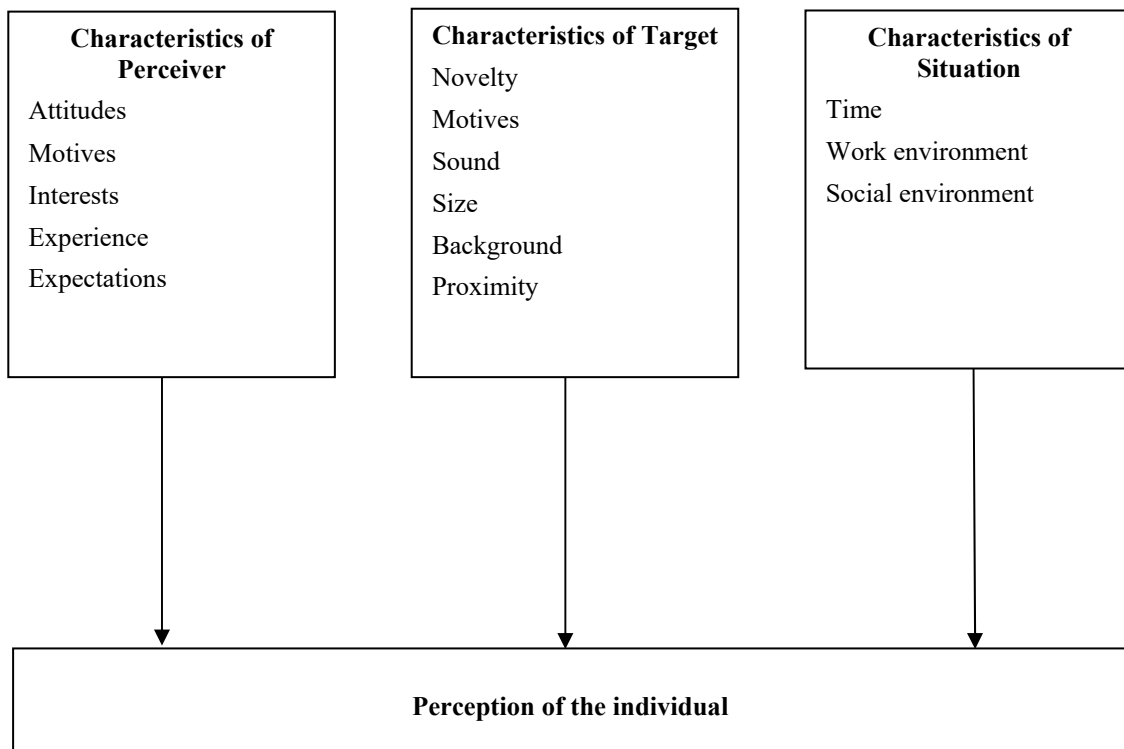 Characteristics of
Perceiver
Attitudes
Motives
Interests
Experience
Expectations
Characteristics of Target
Novelty
Motives
Sound
Size
Background
Proximity
Characteristics of
Situation
Time
Work environment
Social environment
Perception of the individual